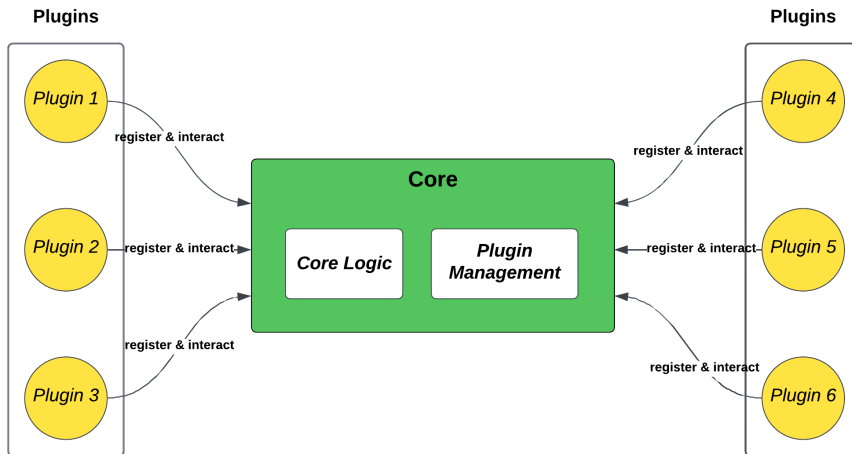 Plugins
Plugins
Plugin 1
register & interact
Plugin 4
register & interact
Core
Plugin 2
register & interact
Core Logic
Plugin
Management
register & interact
Plugin 5
register & interact
Plugin 3
register & interact
Plugin 6